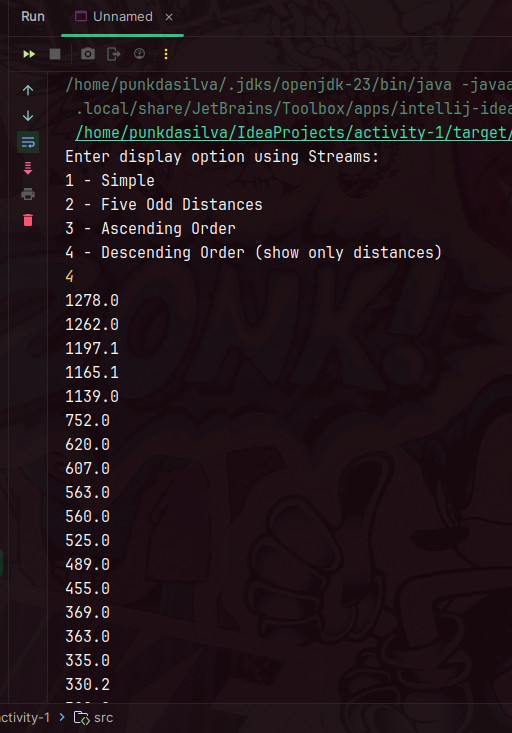 Run
Unnamed
/home/punkdasilva/.jdks/openjdk-23/bin/java -javaa
.local/share/JetBrains/Toolbox/apps/intellij-idea
/home/punkdasilva/IdeaProjects/activity-1/target/
Enter display option using Streams:
1 - Simple
2 - Five Odd Distances
3 - Ascending Order
4 - Descending Order (show only distances)
4
1278.0
1262.0
1197.1
1165.1
1139.0
752.0
620.0
607.0
563.0
560.0
525.0
489.0
455.0
369.0
363.0
335.0
330.2
ctivity-1 > src